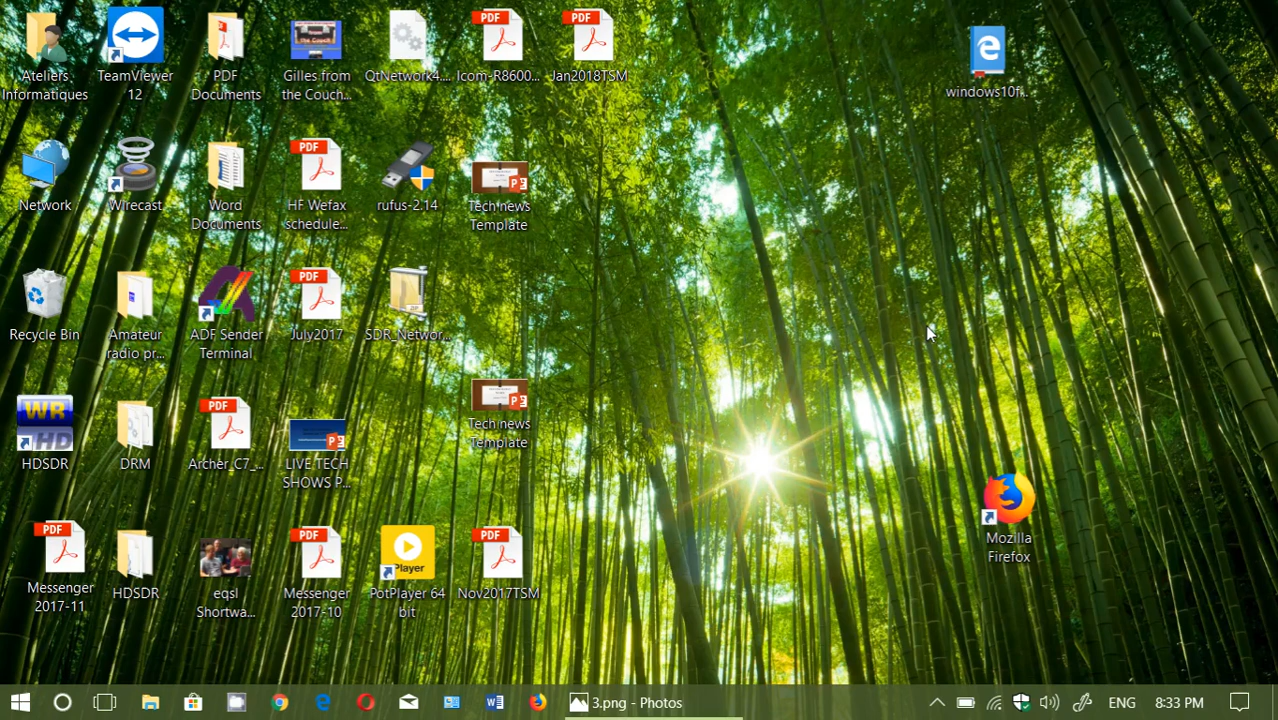 Ateliers
Informatiques
TeamViewer
12
PDF
PDF
Documents
Gilles from
the Couch...
QtNetwork4....
PDF
Icom-R8600...
PDF
Jan2018TSM
windows10f...
Network
Wirecast
Word
Documents
PDF
HF Wefax
schedule...
rufus-2.14
Tech news
Template
Recycle Bin
Amateur
radio pr...
ADF Sender
Terminal
PDF
July2017
SDR_Networ...
WR
HD
HDSDR
DRM
PDF
Archer_C7_...
LIVE TECH
SHOWS P...
Tech news
Template
PDF
Messenger
2017-11
HDSDR
eqsl
Shortwa...
PDF
Messenger
2017-10
Player
PotPlayer 64
bit
PDF
Nov2017TSM
Mozilla
Firefox
3.png - Photos
ENG
8:33 PM